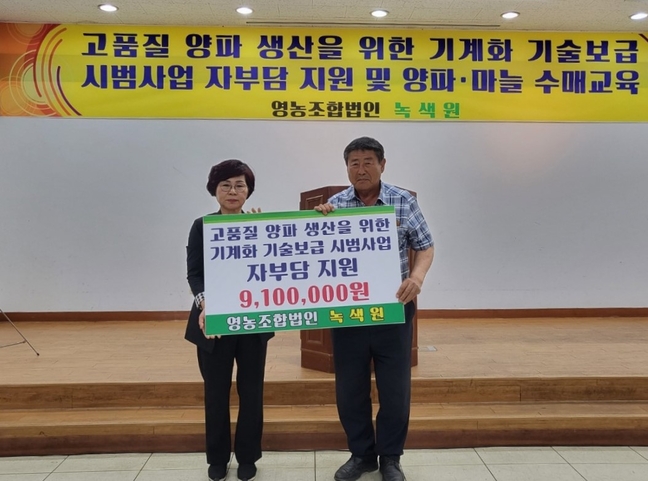 고품질 양파 생산을 위한 기계화 기술보급
시범사업 자부담 지원 및 양파·마늘 수매교육
영농조합법인 녹색원
고품질 양파 생산을 위한
기계화 기술보급 시범사업
자부담 지원
9,100,000원
영농조합법인 녹색원